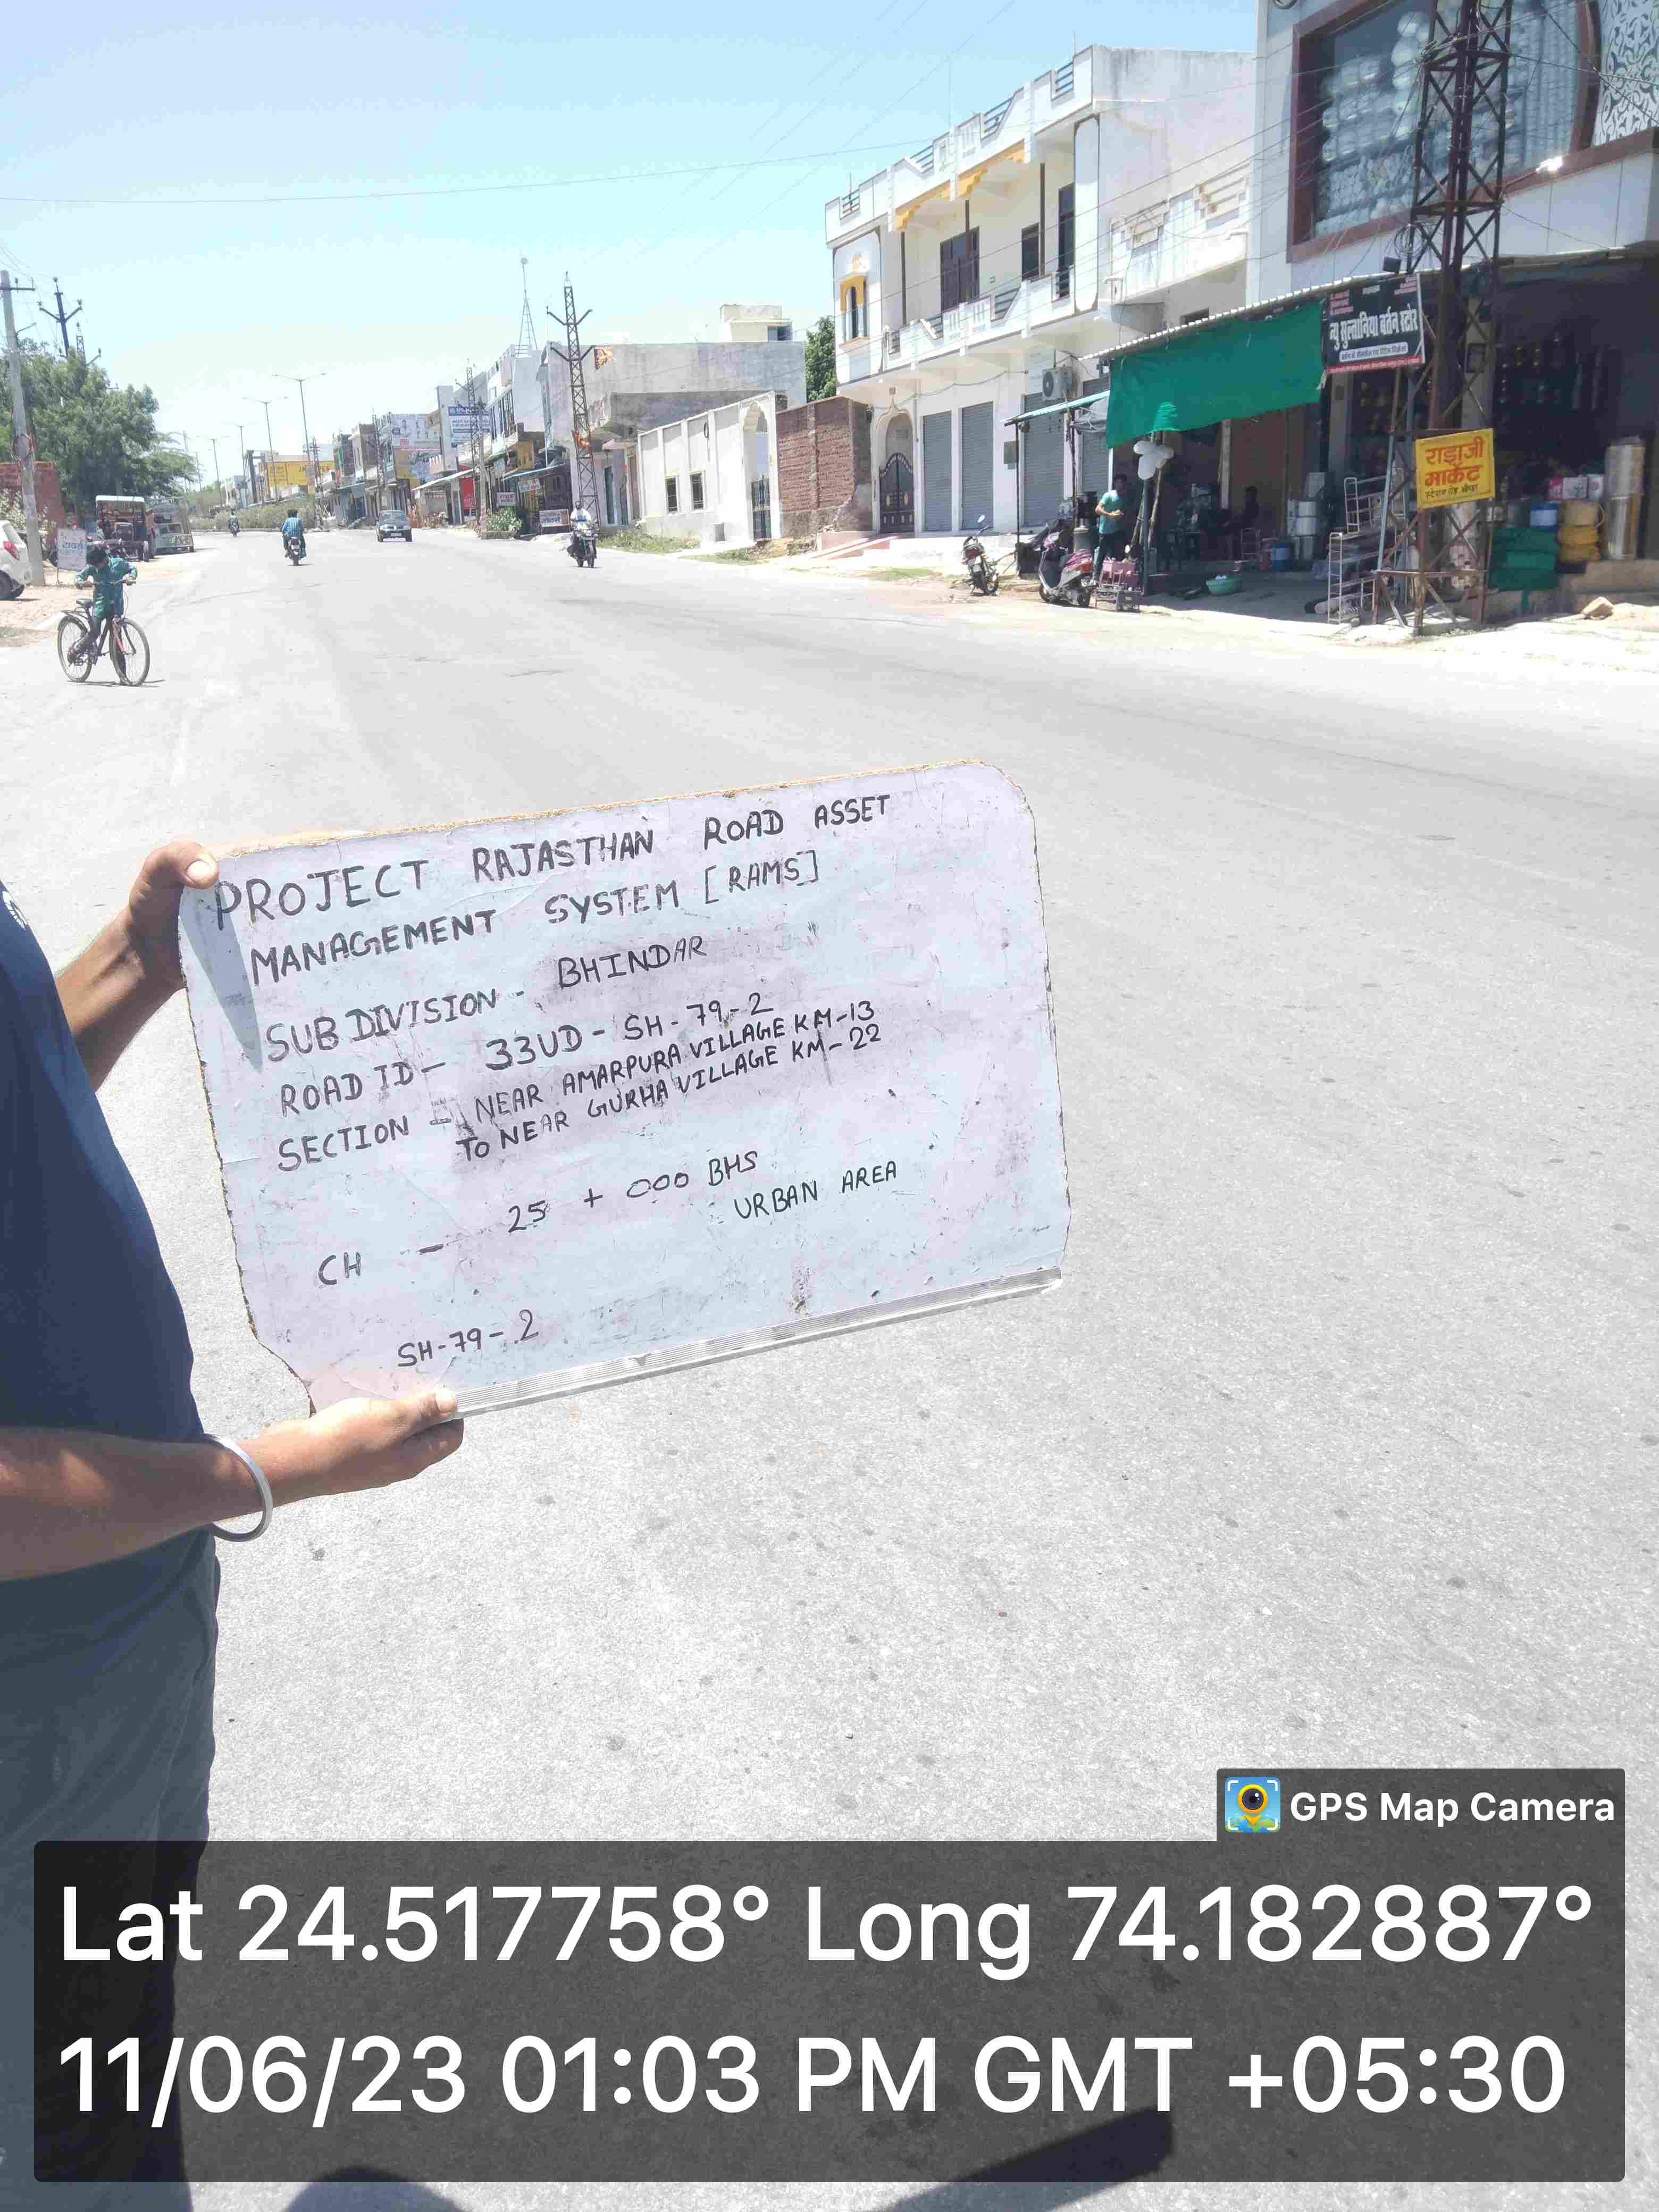 न्यु सुल्तानिया बर्तन स्टोर
राड़ाजी
मार्केट
PROJECT RAJASTHAN ROAD ASSET
MANAGEMENT SYSTEM [RAMS]
SUB DIVISION - BHINDAR
ROAD ID - 33UD - SH - 79 - 2
SECTION - NEAR AMARPURA VILLAGE KM-13
TO NEAR GURHA VILLAGE KM-22
CH - 25 + 000 BHS
URBAN AREA
SH-79-2
GPS Map Camera
Lat 24.517758° Long 74.182887°
11/06/23 01:03 PM GMT +05:30